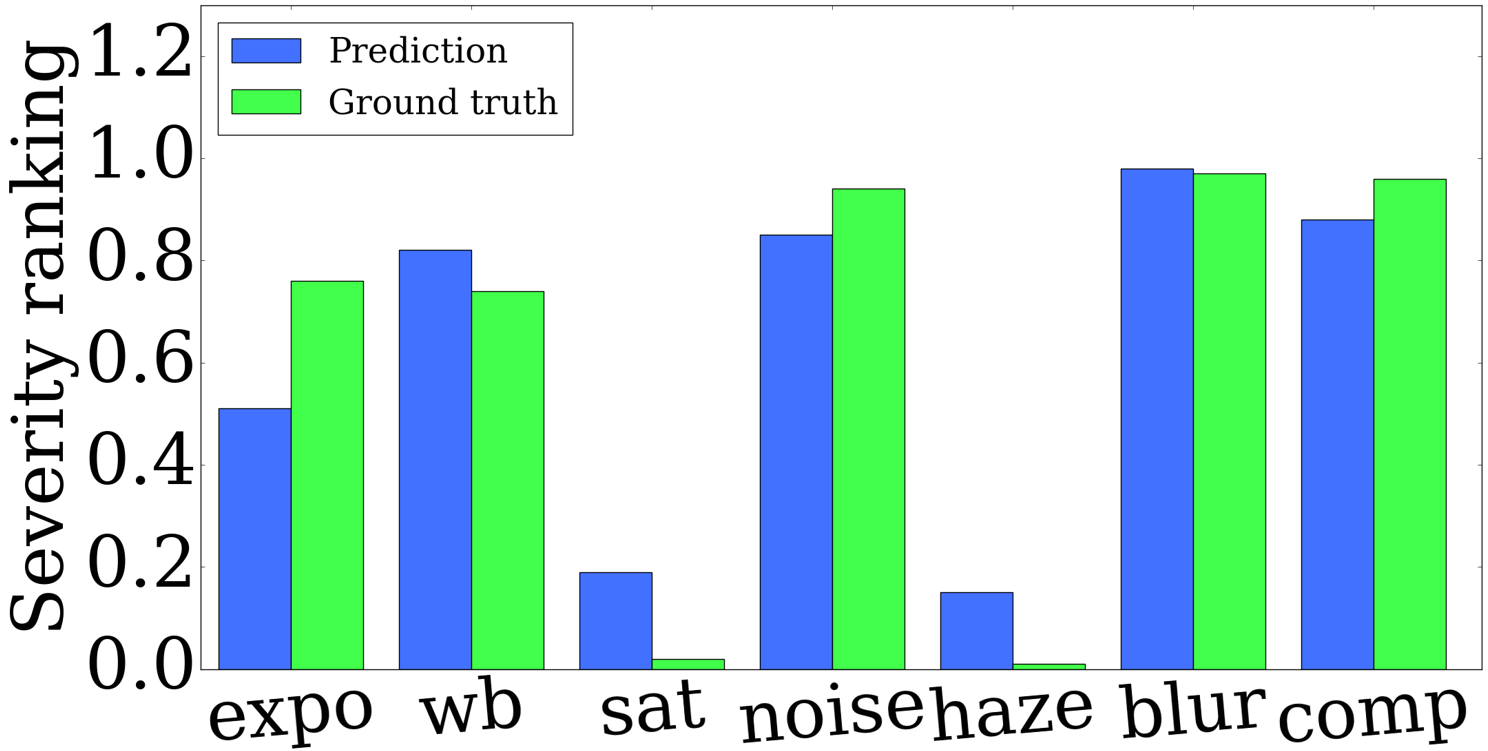 Severity ranking
1.2
1.0
0.8
0.6
0.4
0.2
0.0
Prediction
Ground truth
expo wb sat noise haze blur comp